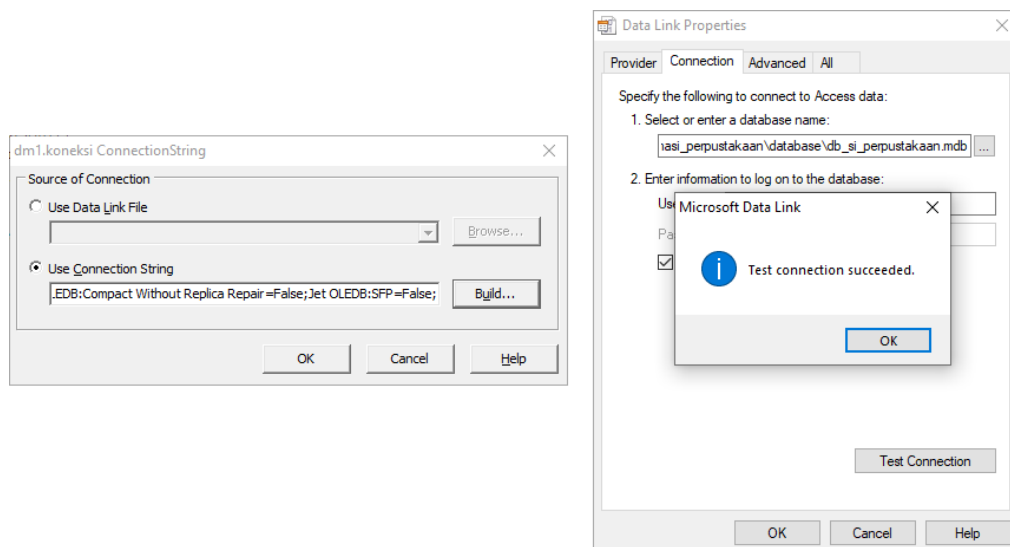 dm1.koneksi ConnectionString
Source of Connection
Use Data Link File
Browse...
Use Connection String
.EDB:Compact Without Replica Repair=False;Jet OLEDB:SFP=False;
Build...
OK Cancel Help
Data Link Properties
Provider Connection Advanced All
Specify the following to connect to Access data:
1. Select or enter a database name:
nasi_perpustakaan\database\db_si_perpustakaan.mdb ...
2. Enter information to log on to the database:
Use
Pa
Microsoft Data Link
Test connection succeeded.
OK
Test Connection
OK Cancel Help